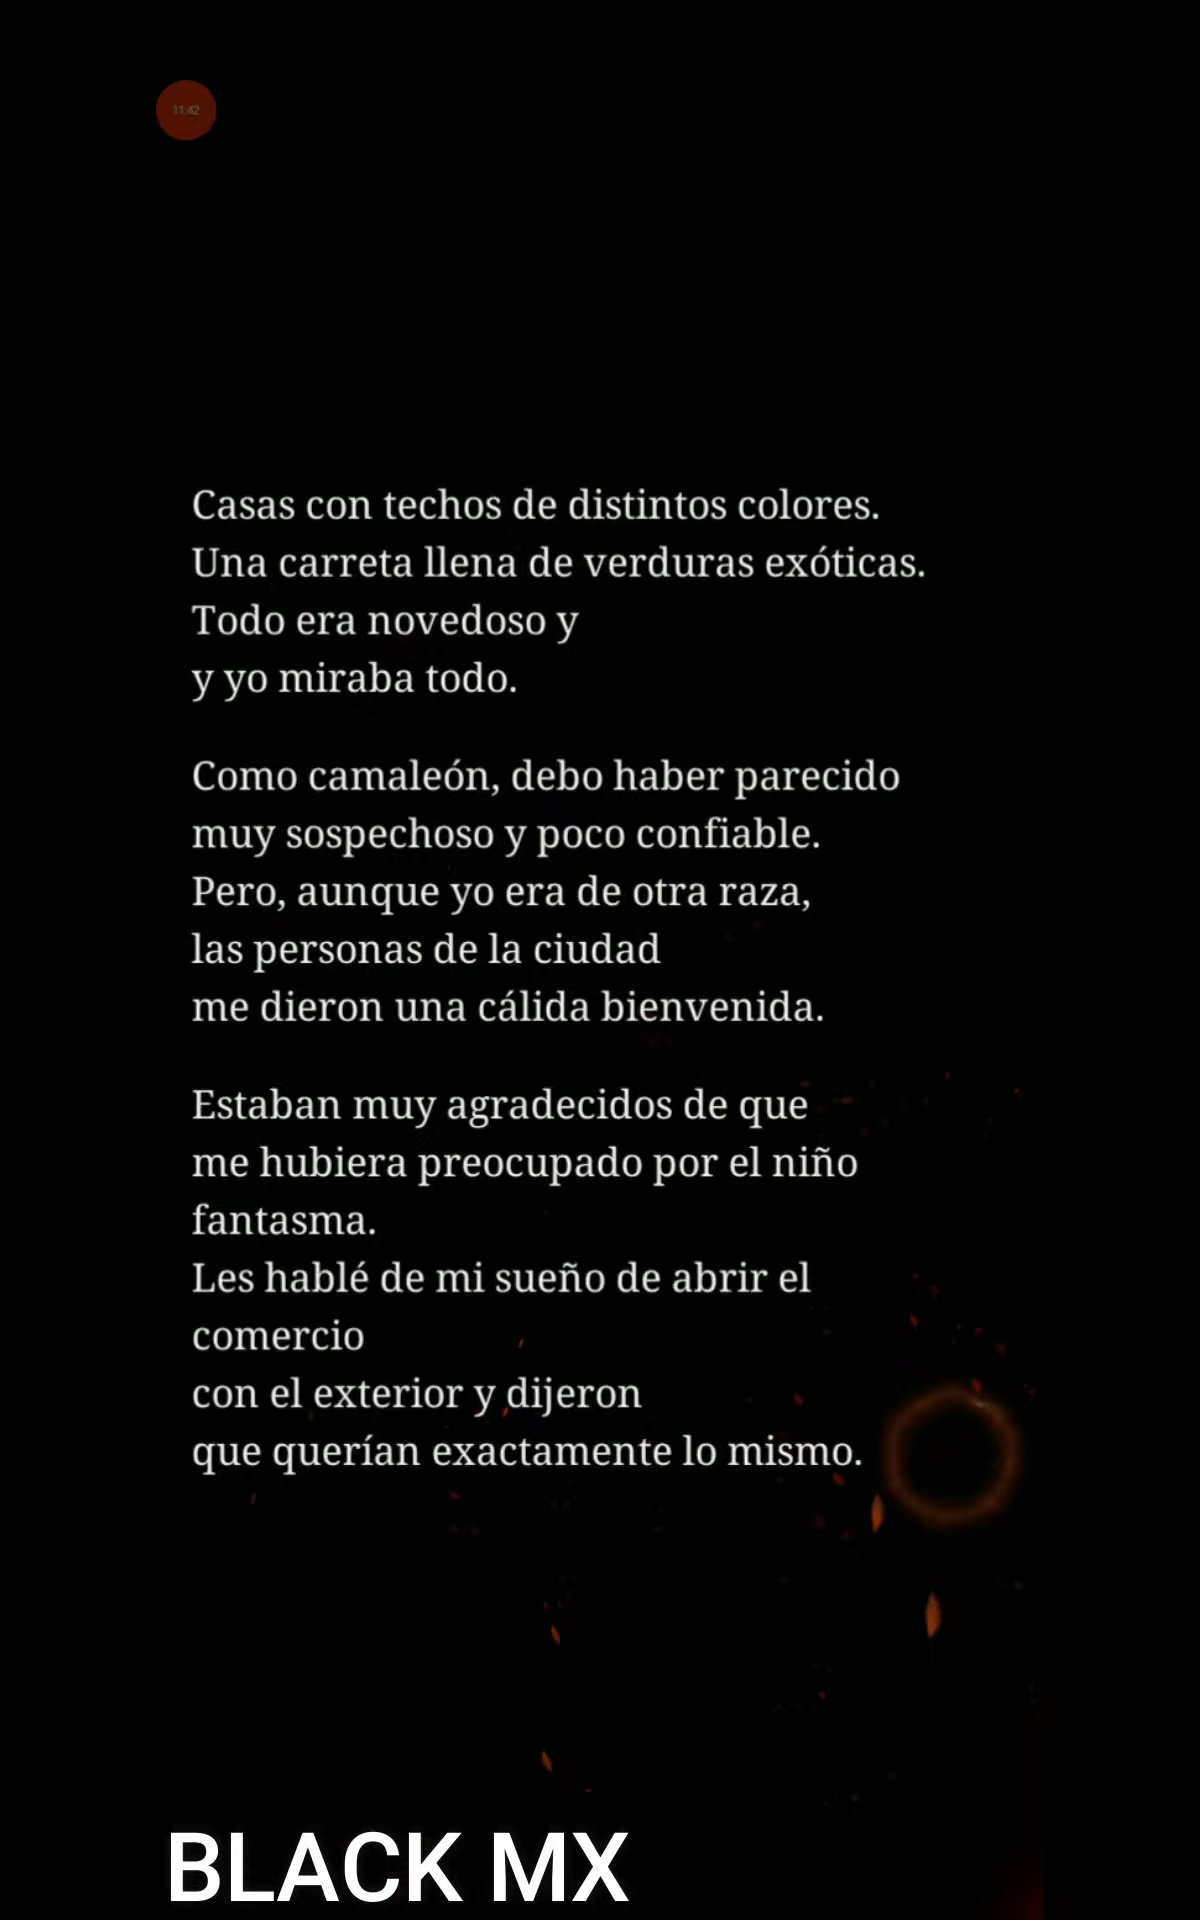 11:42
Casas con techos de distintos colores.
Una carreta llena de verduras exóticas.
Todo era novedoso y
y yo miraba todo.
Como camaleón, debo haber parecido
muy sospechoso y poco confiable.
Pero, aunque yo era de otra raza,
las personas de la ciudad
me dieron una cálida bienvenida.
Estaban muy agradecidos de que
me hubiera preocupado por el niño
fantasma.
Les hablé de mi sueño de abrir el
comercio
con el exterior y dijeron
que querían exactamente lo mismo.
BLACK MX